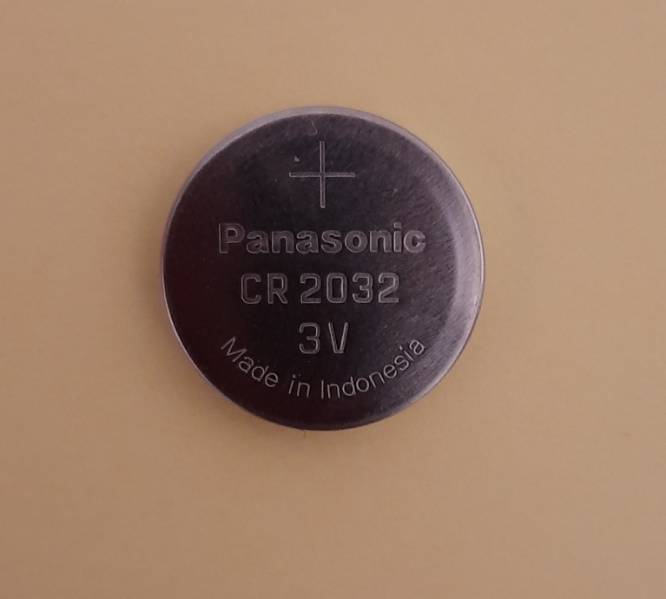 +
Panasonic
CR 2032
3V
Made in Indonesia